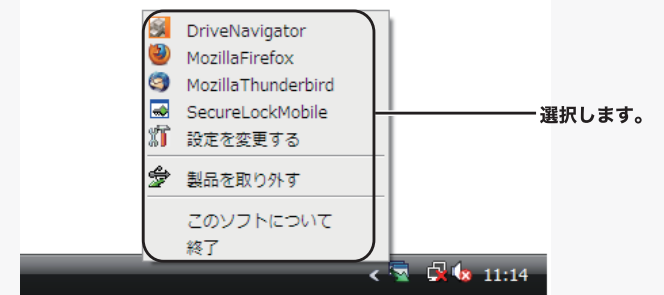 DriveNavigator
MozillaFirefox
MozillaThunderbird
SecureLockMobile
選択します。
設定を変更する
製品を取り外す
このソフトについて
終了
< 11:14